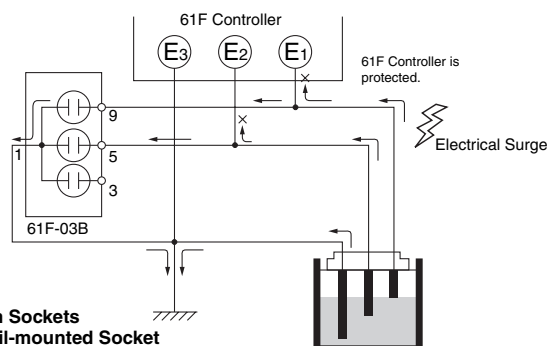 61F Controller
E3
E2
E1
61F Controller is
protected.
9
Electrical Surge
1
5
3
61F-03B
Sockets
il-mounted Socket